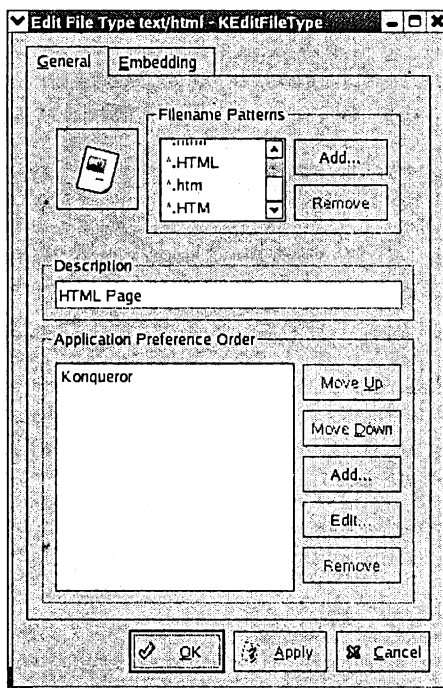 Edit File Type text/html - KEditFileType
General Embedding
Filename Patterns
*.HTML
*.htm
*.HTM
Add...
Remove
Description
HTML Page
Application Preference Order
Konqueror
Move Up
Move Down
Add...
Edit...
Remove
OK Apply Cancel